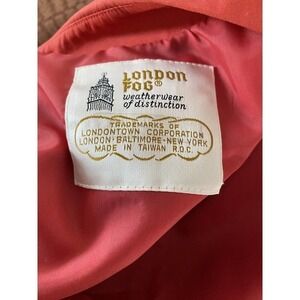 LONDON
FOG®
weatherwear
of distinction
TRADEMARKS OF
LONDONTOWN CORPORATION
LONDON·BALTIMORE·NEW YORK
MADE IN TAIWAN R.O.C.